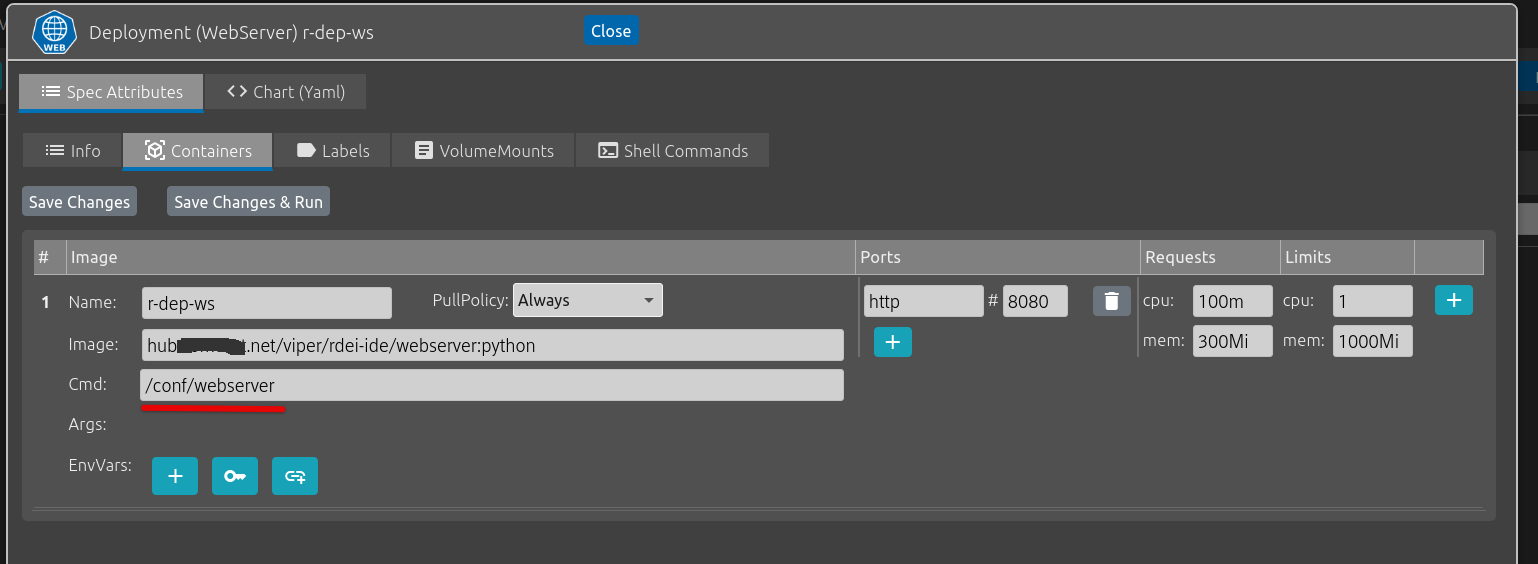 WEB
Deployment (WebServer) r-dep-ws
Close
Spec Attributes
Chart (Yaml)
Info
Containers
Labels
VolumeMounts
Shell Commands
Save Changes
Save Changes & Run
# Image Ports Requests Limits
1 Name: r-dep-ws PullPolicy: Always http # 8080 cpu: 100m cpu: 1
Image: hub .net/viper/rdei-ide/webserver:python mem: 300Mi mem: 1000Mi
Cmd: /conf/webserver
Args:
EnvVars: